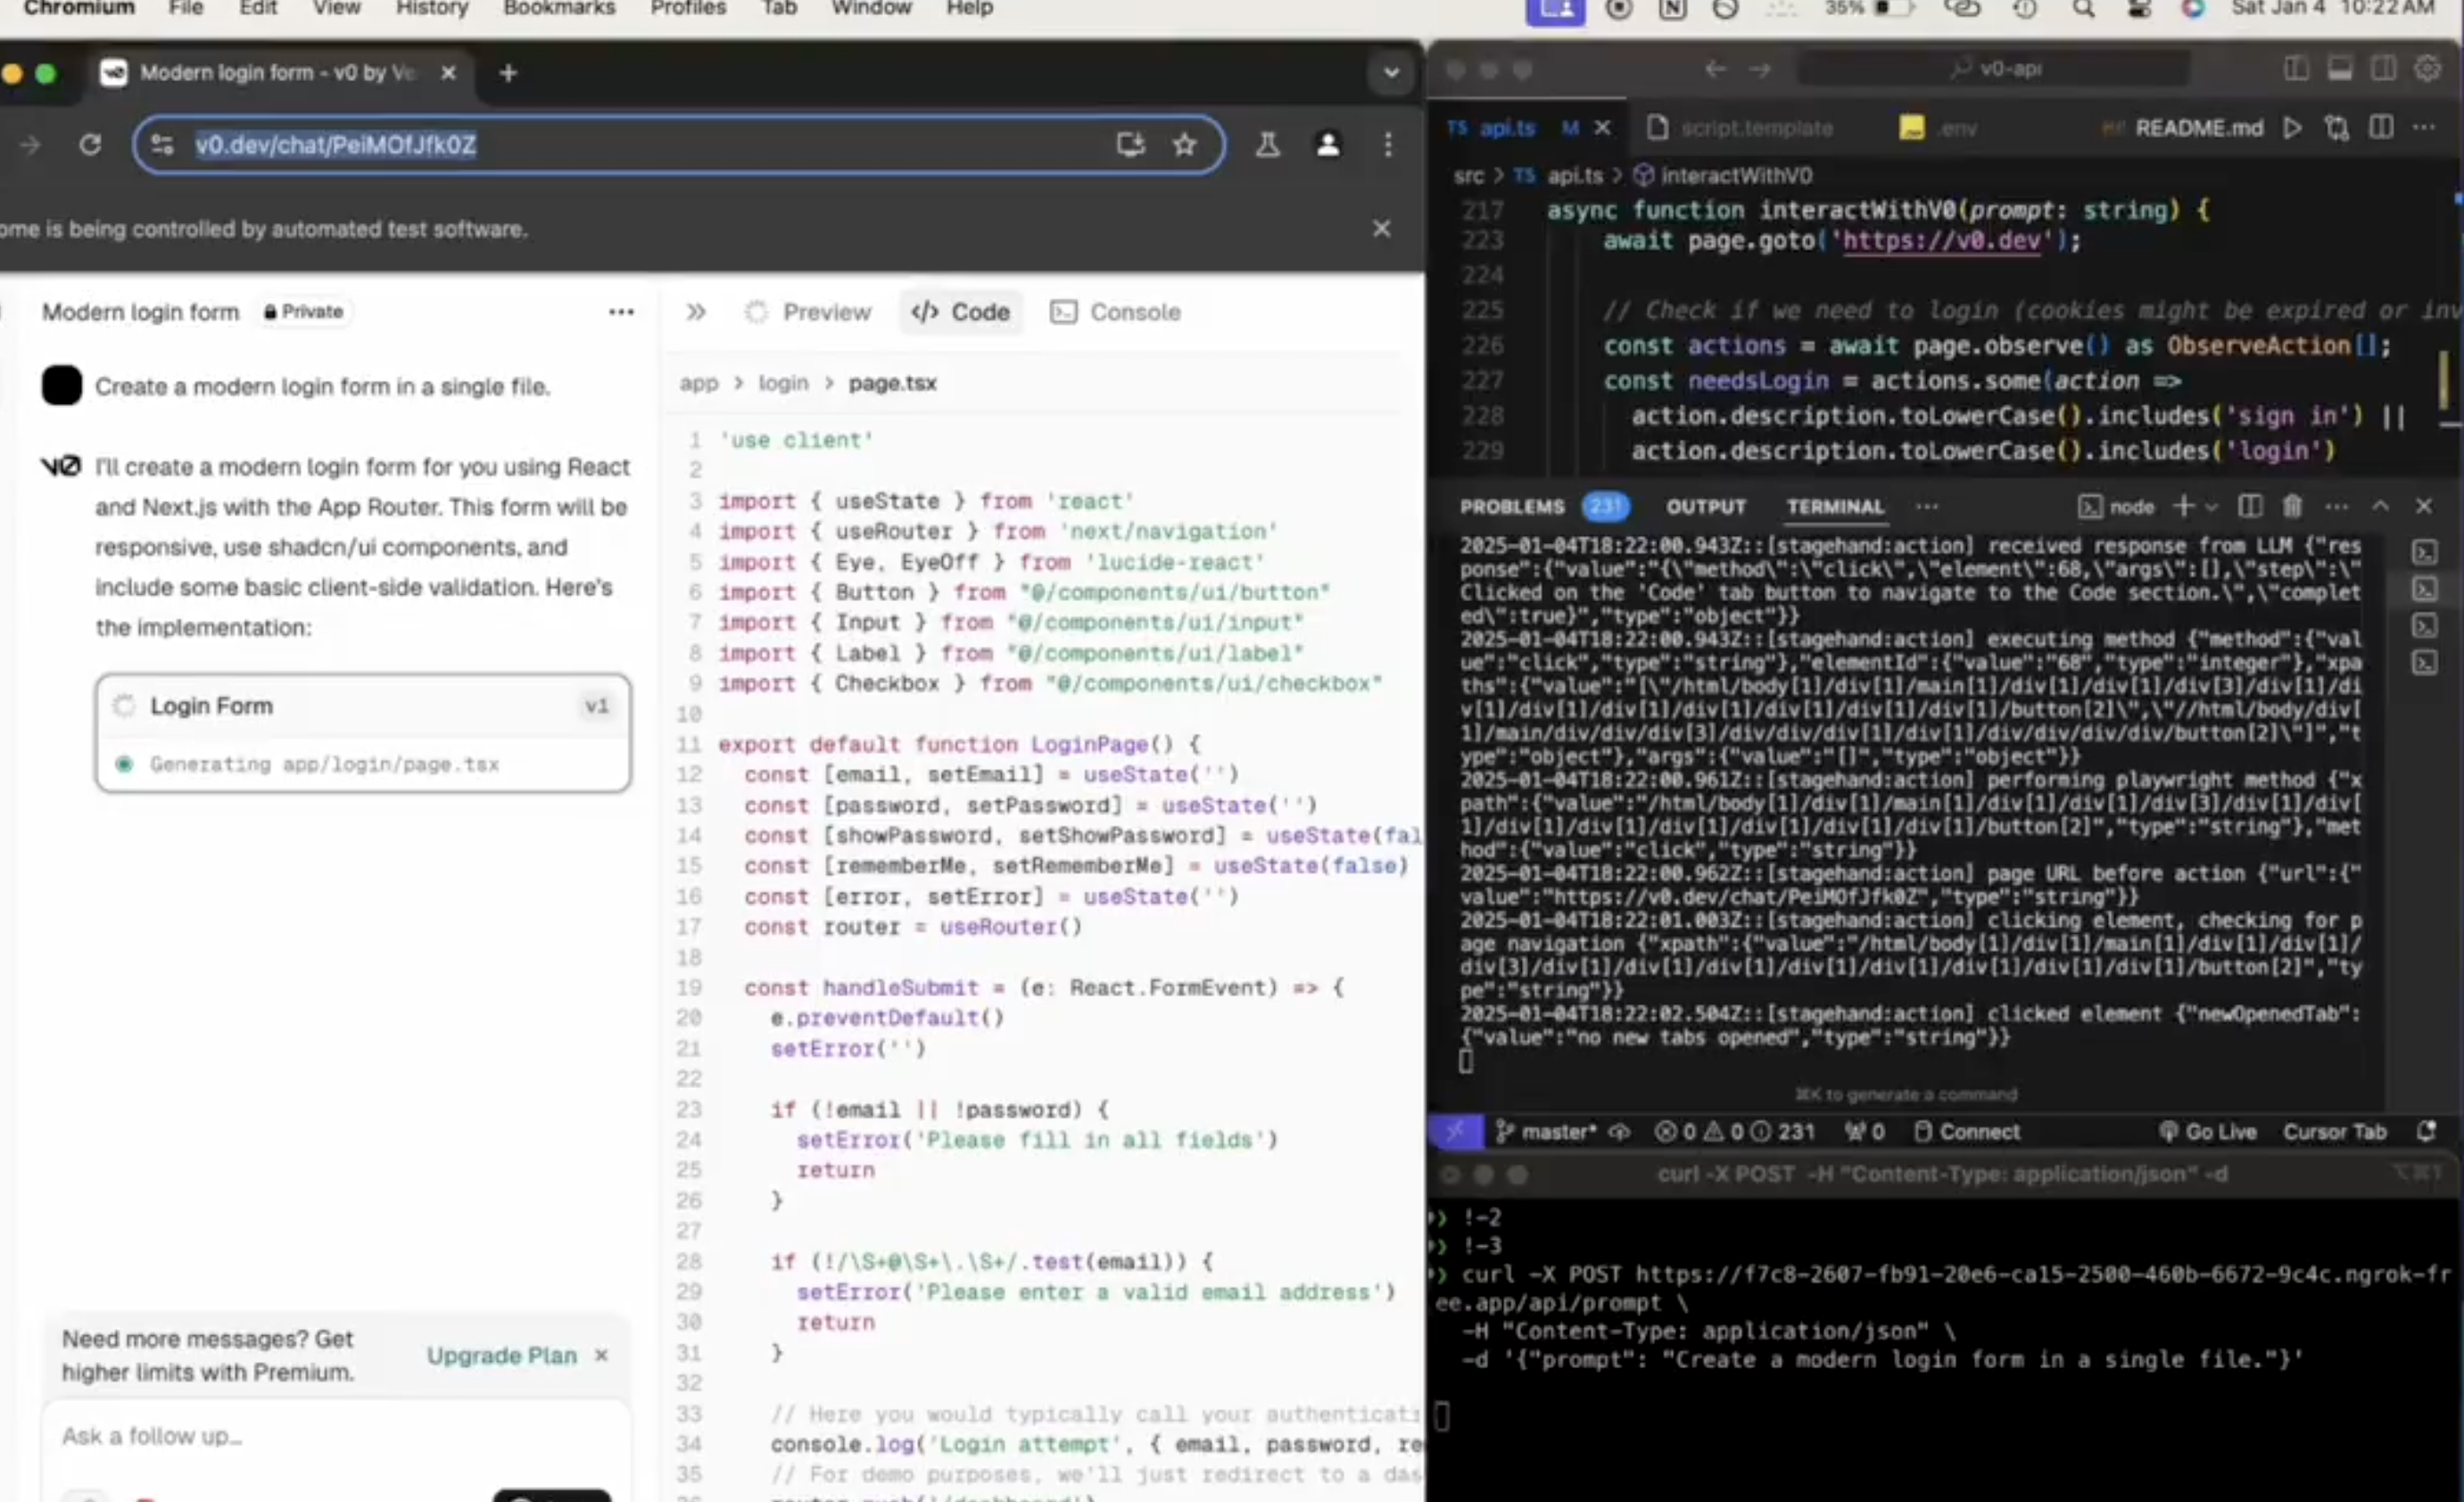 Chromium File Edit View History Bookmarks Profiles Tab Window Help
35%
Sat Jan 4 10:22 AM
Modern login form - v0 by Ve
v0.dev/chat/PeiMOfJfk0Z
ome is being controlled by automated test software.
Modern login form
Private
Create a modern login form in a single file.
v0
I'll create a modern login form for you using React
and Next.js with the App Router. This form will be
responsive, use shadcn/ui components, and
include some basic client-side validation. Here's
the implementation:
Login Form
v1
Generating app/login/page.tsx
Need more messages? Get
higher limits with Premium.
Upgrade Plan
Ask a follow up…
Preview
</> Code
Console
app > login > page.tsx
1 'use client'
2
3 import { useState } from 'react'
4 import { useRouter } from 'next/navigation'
5 import { Eye, EyeOff } from 'lucide-react'
6 import { Button } from "@/components/ui/button"
7 import { Input } from "@/components/ui/input"
8 import { Label } from "@/components/ui/label"
9 import { Checkbox } from "@/components/ui/checkbox"
10
11 export default function LoginPage() {
12 const [email, setEmail] = useState('')
13 const [password, setPassword] = useState('')
14 const [showPassword, setShowPassword] = useState(fal
15 const [rememberMe, setRememberMe] = useState(false)
16 const [error, setError] = useState('')
17 const router = useRouter()
18
19 const handleSubmit = (e: React.FormEvent) => {
20 e.preventDefault()
21 setError('')
22
23 if (!email || !password) {
24 setError('Please fill in all fields')
25 return
26 }
27
28 if (!/\S+@\S+\.\S+/.test(email)) {
29 setError('Please enter a valid email address')
30 return
31 }
32
33 // Here you would typically call your authenticati
34 console.log('Login attempt', { email, password, re
35 // For demo purposes, we'll just redirect to a das
v0-api
TS api.ts M
script.template
.env
README.md
src > TS api.ts > interactWithV0
217 async function interactWithV0(prompt: string) {
223 await page.goto('https://v0.dev');
224
225 // Check if we need to login (cookies might be expired or inv
226 const actions = await page.observe() as ObserveAction[];
227 const needsLogin = actions.some(action =>
228 action.description.toLowerCase().includes('sign in') ||
229 action.description.toLowerCase().includes('login')
PROBLEMS 231 OUTPUT TERMINAL ···
node
2025-01-04T18:22:00.943Z::[stagehand:action] received response from LLM {"res
ponse":{"value":"{\"method\":\"click\",\"element\":68,\"args\":[],\"step\":\"
Clicked on the 'Code' tab button to navigate to the Code section.\",\"complet
ed\":true}","type":"object"}}
2025-01-04T18:22:00.943Z::[stagehand:action] executing method {"method":{"val
ue":"click","type":"string"},"elementId":{"value":"68","type":"integer"},"xpa
ths":{"value":"[\"/html/body[1]/div[1]/main[1]/div[1]/div[1]/div[3]/div[1]/di
v[1]/div[1]/div[1]/div[1]/div[1]/div[1]/div[1]/button[2]\",\"//html/body/div[
1]/main/div/div[3]/div/div[1]/div/div/div[1]/div/div/div/div/button[2]\"]","t
ype":"object"},"args":{"value":"[]","type":"object"}}
2025-01-04T18:22:00.961Z::[stagehand:action] performing playwright method {"x
path":{"value":"/html/body[1]/div[1]/main[1]/div[1]/div[1]/div[3]/div[1]/div[
1]/div[1]/div[1]/div[1]/div[1]/div[1]/div[1]/button[2]","type":"string"},"met
hod":{"value":"click","type":"string"}}
2025-01-04T18:22:00.962Z::[stagehand:action] page URL before action {"url":{"
value":"https://v0.dev/chat/PeiMOfJfk0Z","type":"string"}}
2025-01-04T18:22:01.003Z::[stagehand:action] clicking element, checking for p
age navigation {"xpath":{"value":"/html/body[1]/div[1]/main[1]/div[1]/div[1]/
div[3]/div[1]/div[1]/div[1]/div[1]/div[1]/div[1]/div[1]/div[1]/button[2]","ty
pe":"string"}}
2025-01-04T18:22:02.504Z::[stagehand:action] clicked element {"newOpenedTab":
{"value":"no new tabs opened","type":"string"}}
⌘K to generate a command
master* 0 0 231 0 Connect Go Live Cursor Tab
curl -X POST -H "Content-Type: application/json" -d
!-2
!-3
curl -X POST https://f7c8-2607-fb91-20e6-ca15-2500-460b-6672-9c4c.ngrok-fr
ee.app/api/prompt \
-H "Content-Type: application/json" \
-d '{"prompt": "Create a modern login form in a single file."}'